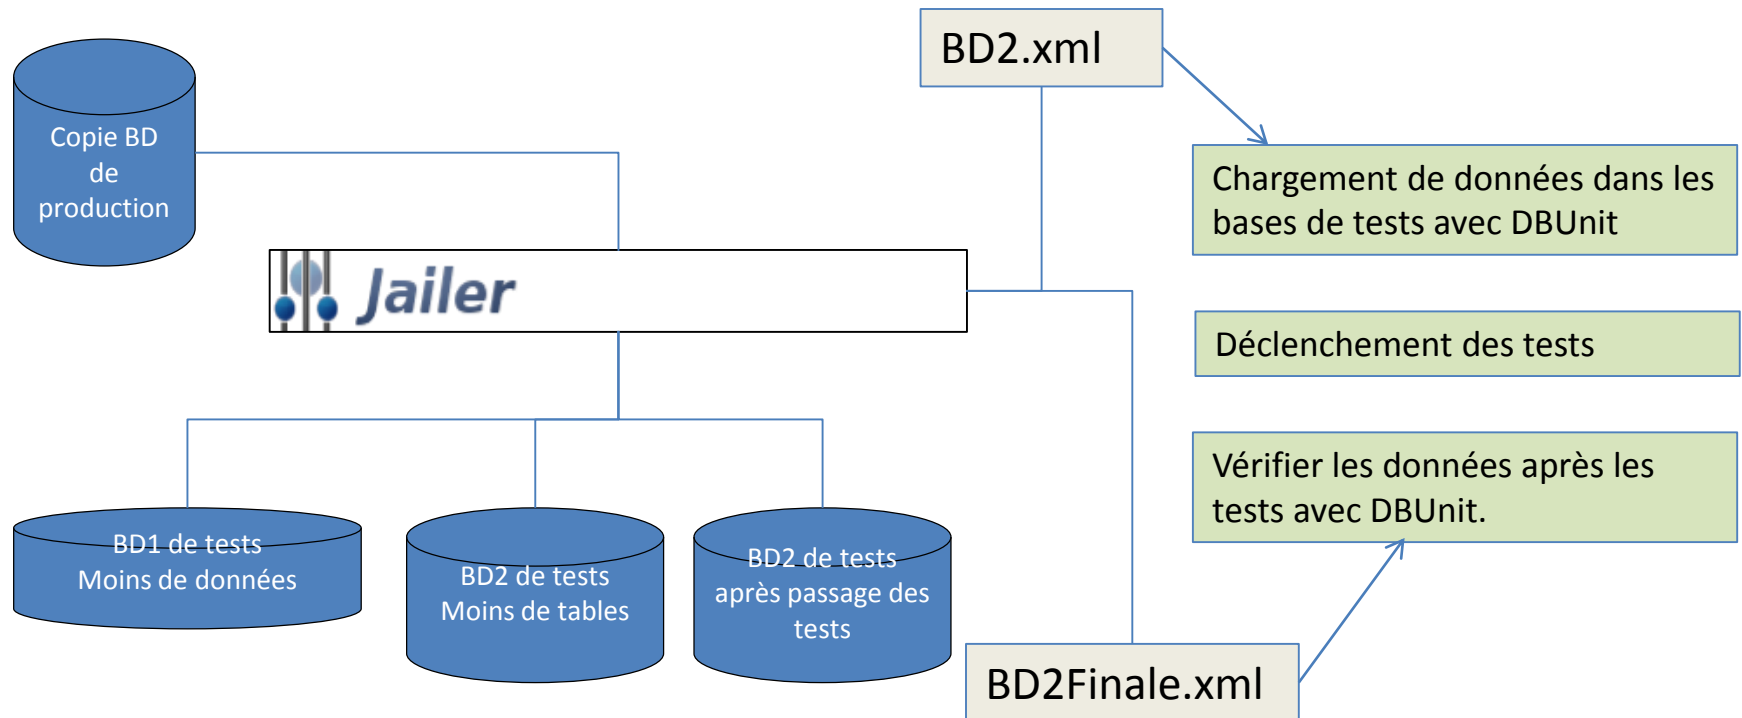 BD2.xml
Copie BD
de
production
Chargement de données dans les
bases de tests avec DBUnit
Jailer
Déclenchement des tests
Vérifier les données après les
tests avec DBUnit.
BD1 de tests
Moins de données
BD2 de tests
Moins de tables
BD2 de tests
après passage des
tests
BD2Finale.xml